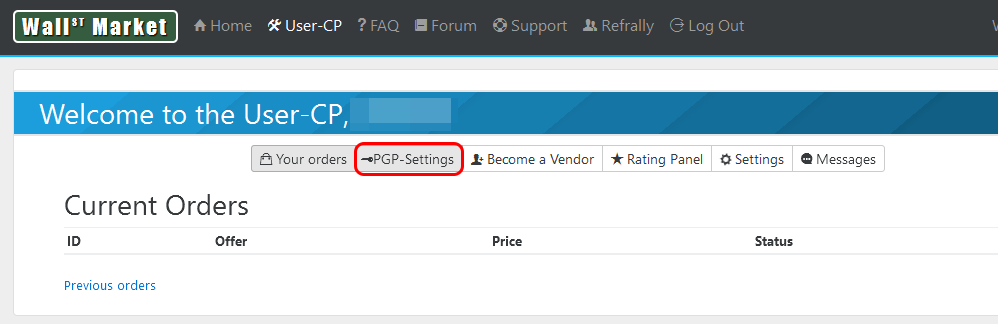 Wall ST Market Home User-CP FAQ Forum Support Refrally Log Out
Welcome to the User-CP,
Your orders PGP-Settings Become a Vendor Rating Panel Settings Messages
Current Orders
ID Offer Price Status
Previous orders